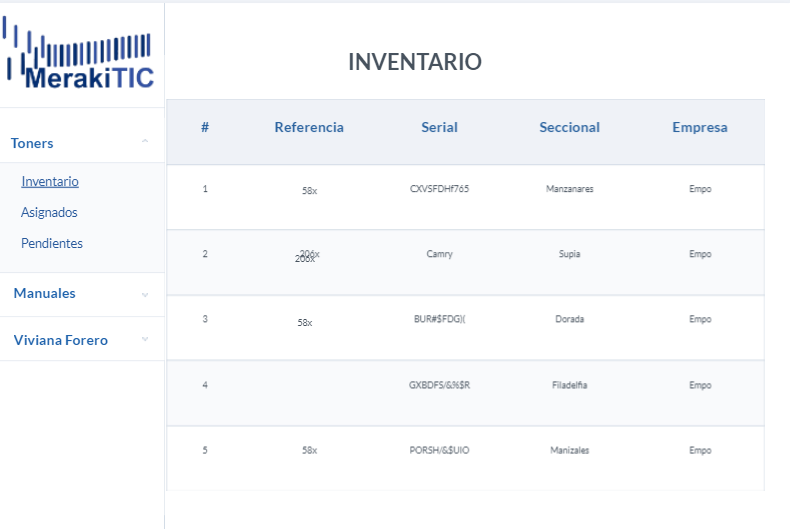 MerakiTIC
INVENTARIO
# Referencia Serial Seccional Empresa
Toners
Inventario
Asignados
Pendientes
Manuales
Viviana Forero
1 58x CXVSFDHf765 Manzanares Empo
2 206x 206x Camry Supia Empo
3 58x BUR#$FDG)( Dorada Empo
4 GXBDFS/&%$R Filadelfia Empo
5 58x PORSH/&$UIO Manizales Empo